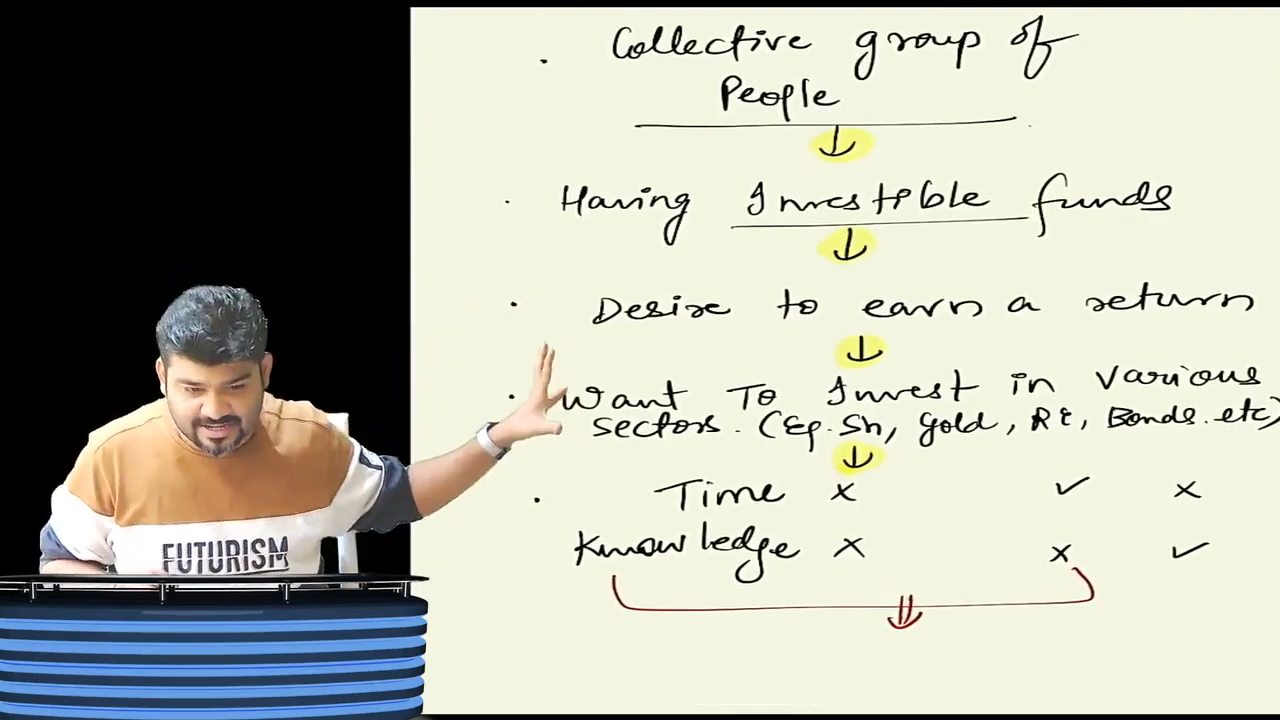 . Collective group of
People
↓
. Having Investible funds
↓
. Desire to earn a return
↓
. Want To Invest in various
sectors. (Eq. Sh, Gold, RE, Bonds. etc)
↓
. Time × ✓ ×
Knowledge × × ✓
FUTURISM